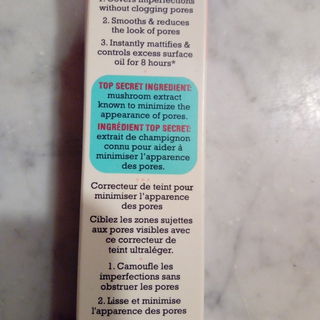 1. Covers imperfections
without clogging pores
2. Smooths & reduces
the look of pores
3. Instantly mattifies &
controls excess surface
oil for 8 hours*
TOP SECRET INGREDIENT:
mushroom extract
known to minimize the
appearance of pores.
INGRÉDIENT TOP SECRET:
extrait de champignon
connu pour aider à
minimiser l'apparence
des pores.
Correcteur de teint pour
minimiser l'apparence
des pores
Ciblez les zones sujettes
aux pores visibles avec
ce correcteur de
teint ultraléger.
1. Camoufle les
imperfections sans
obstruer les pores
2. Lisse et minimise
l'apparence des pores